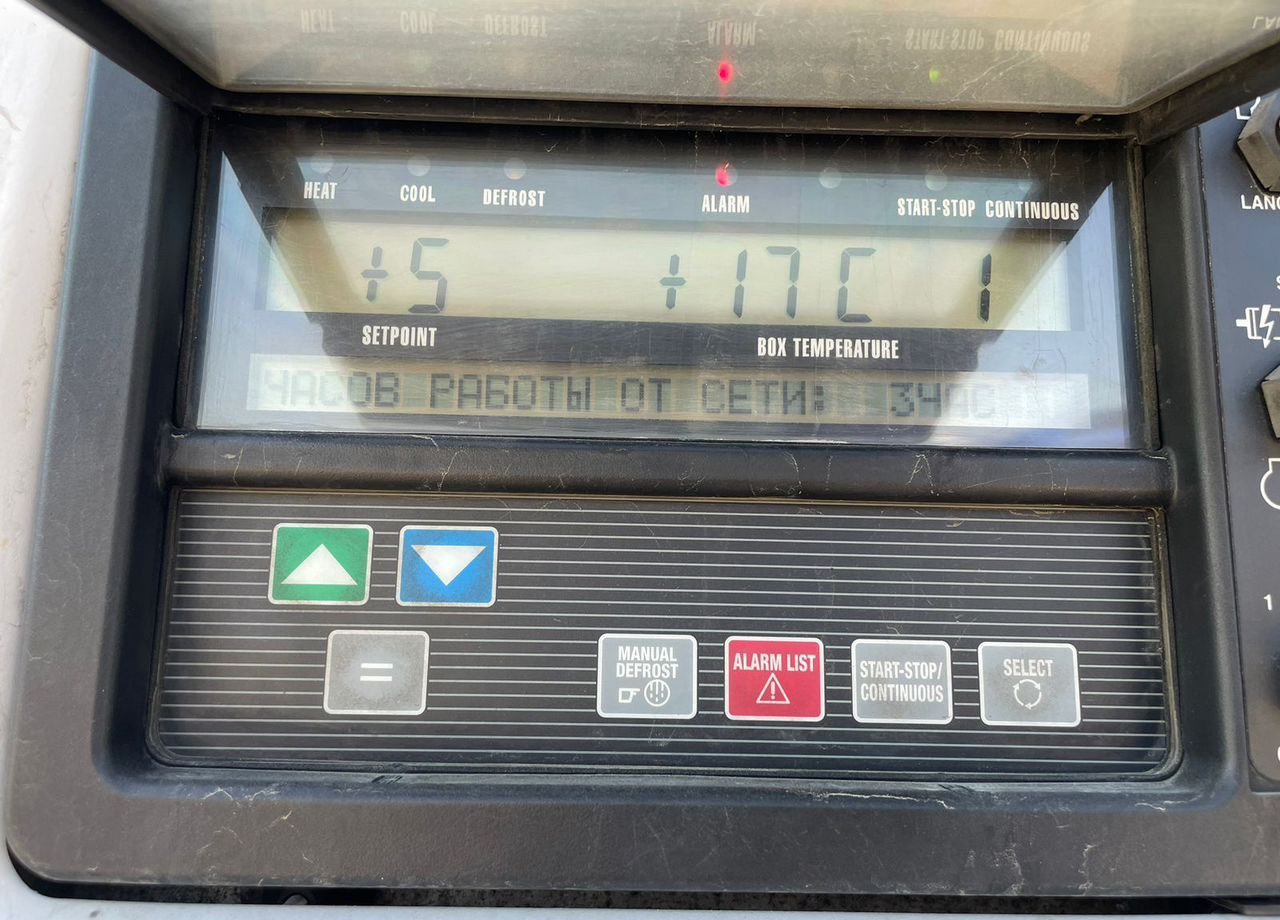 HEAT COOL DEFROST ALARM START-STOP CONTINUOUS
+5 +17C 1
SETPOINT BOX TEMPERATURE
ЧАСОВ РАБОТЫ ОТ СЕТИ: 3ЧАС
MANUAL DEFROST
ALARM LIST
START-STOP/
CONTINUOUS
SELECT
=